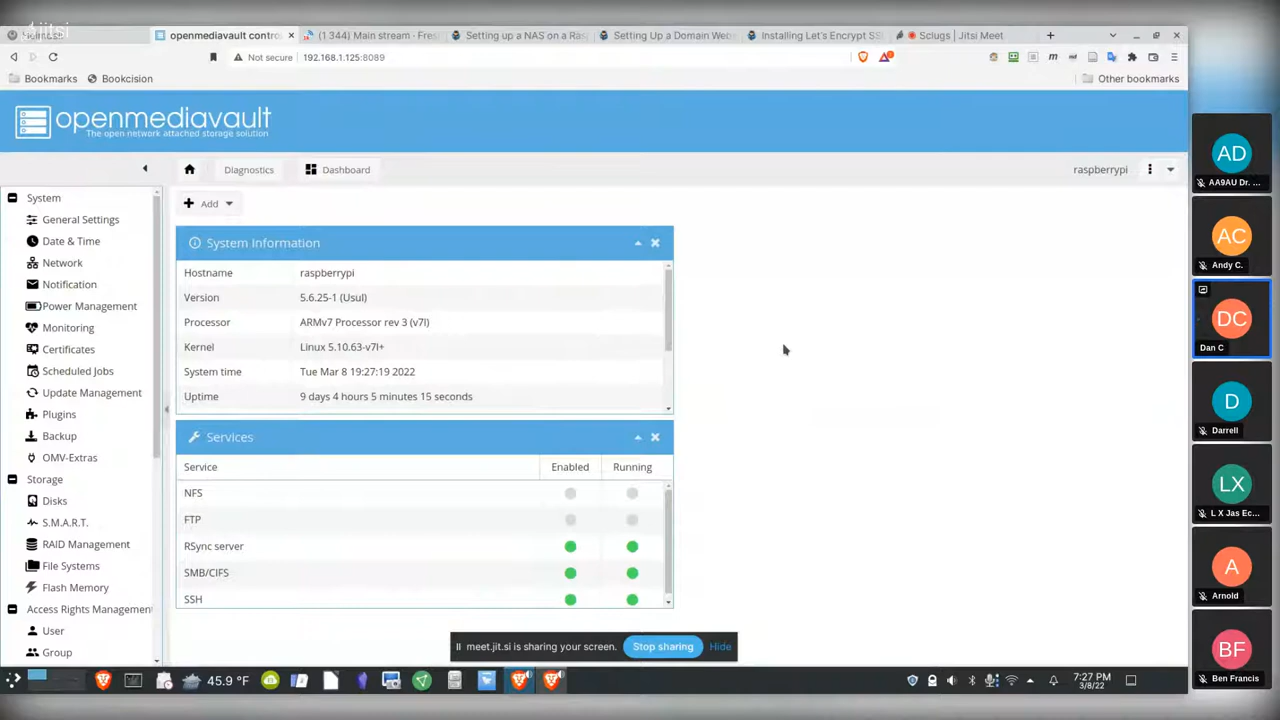 jitsi
openmediavault contro
(1 344) Main stream - Fres
Setting up a NAS on a Rasp
Setting Up a Domain Web
Installing Let's Encrypt SS
Sclugs | Jitsi Meet
Not secure
192.168.1.125:8089
Bookmarks
Bookcision
Other bookmarks
openmediavault
The open network attached storage solution
Diagnostics
Dashboard
raspberrypi
Add
System
General Settings
Date & Time
Network
Notification
Power Management
Monitoring
Certificates
Scheduled Jobs
Update Management
Plugins
Backup
OMV-Extras
Storage
Disks
S.M.A.R.T.
RAID Management
File Systems
Flash Memory
Access Rights Management
User
Group
System Information
Hostname raspberrypi
Version 5.6.25-1 (Usul)
Processor ARMv7 Processor rev 3 (v7l)
Kernel Linux 5.10.63-v7l+
System time Tue Mar 8 19:27:19 2022
Uptime 9 days 4 hours 5 minutes 15 seconds
Services
Service Enabled Running
NFS
FTP
RSync server
SMB/CIFS
SSH
meet.jit.si is sharing your screen.
Stop sharing
Hide
45.9 °F
7:27 PM
3/8/22
AD
AA9AU Dr. ...
AC
Andy C.
DC
Dan C
D
Darrell
LX
L X Jas Ec...
A
Arnold
BF
Ben Francis